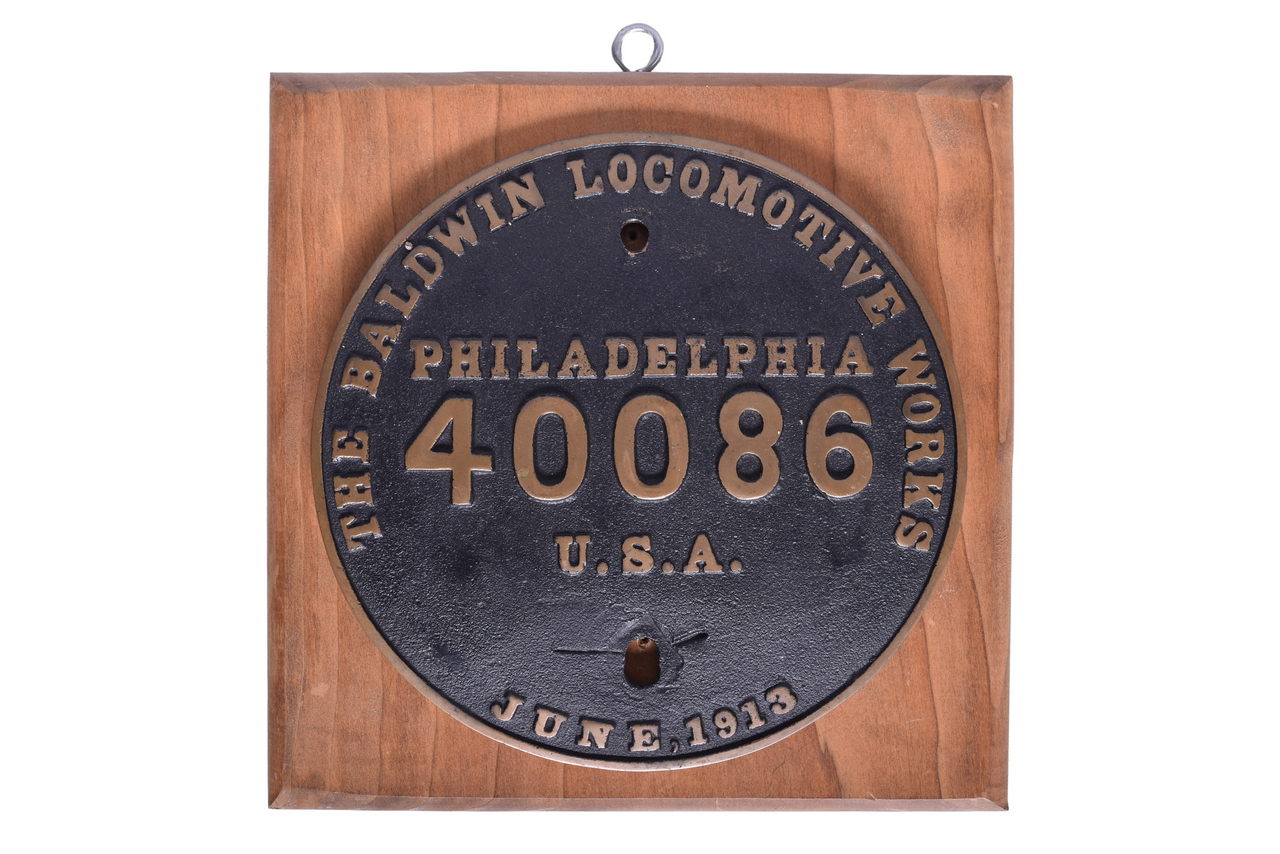 THE BALDWIN LOCOMOTIVE WORKS
PHILADELPHIA
40086
U.S.A.
JUNE, 1913